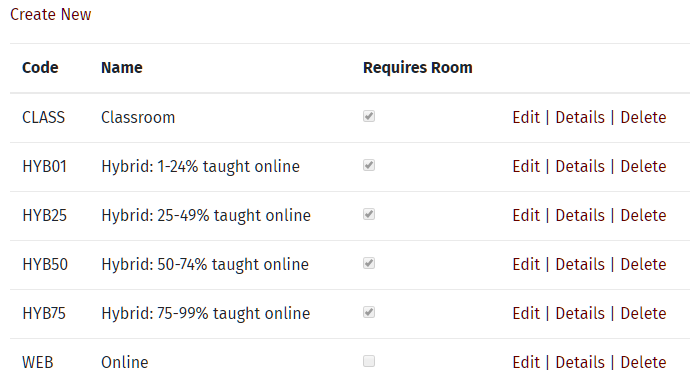 Create New
Code Name Requires Room
CLASS Classroom Edit | Details | Delete
HYB01 Hybrid: 1-24% taught online Edit | Details | Delete
HYB25 Hybrid: 25-49% taught online Edit | Details | Delete
HYB50 Hybrid: 50-74% taught online Edit | Details | Delete
HYB75 Hybrid: 75-99% taught online Edit | Details | Delete
WEB Online Edit | Details | Delete